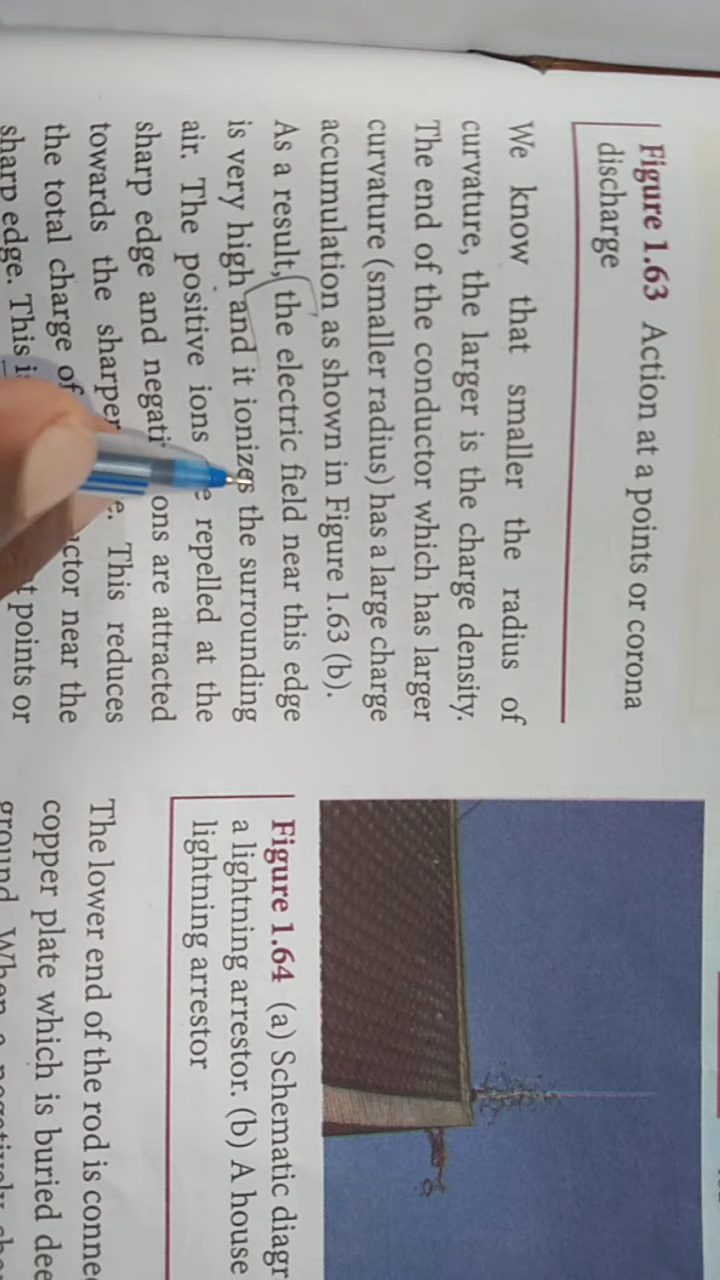 Figure 1.63 Action at a points or corona
discharge
We know that smaller the radius of
curvature, the larger is the charge density.
The end of the conductor which has larger
curvature (smaller radius) has a large charge
accumulation as shown in Figure 1.63 (b).
As a result, the electric field near this edge
is very high and it ionizes the surrounding
air. The positive ions repelled at the
sharp edge and ons are attracted
towards the sharper This reduces
the total charge of near the
sharp edge. This points or
Figure 1.64 (a) Schematic diagr
a lightning arrestor. (b) A house
lightning arrestor
The lower end of the rod is connec
copper plate which is buried dee
ground. When a negatively